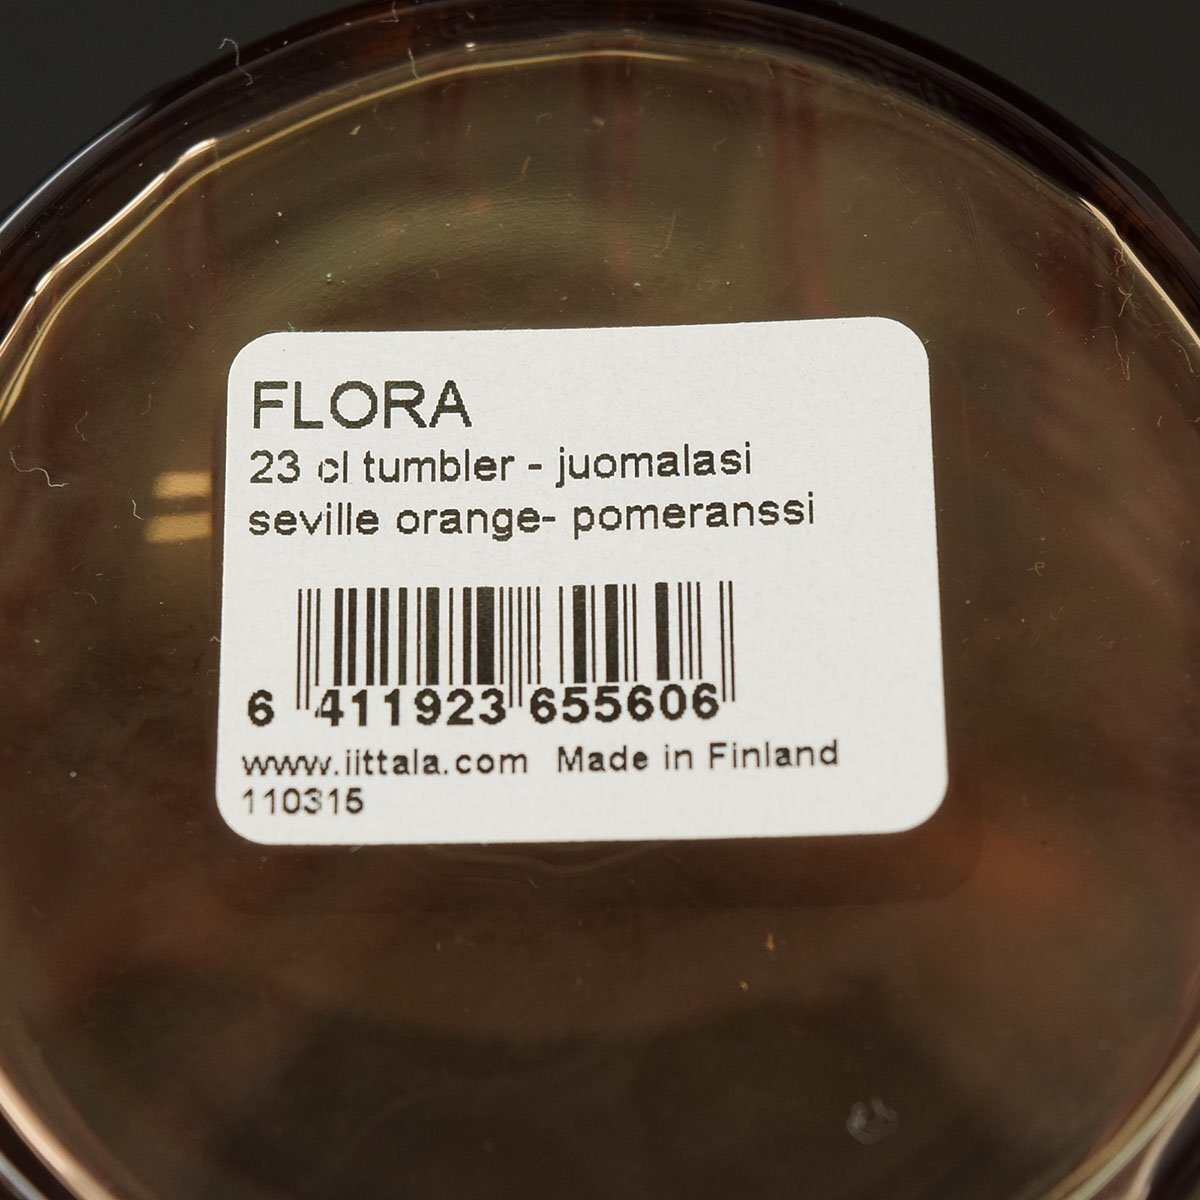 FLORA
23 cl tumbler - juomalasi
seville orange- pomeranssi
6 411923 655606
www.iittala.com Made in Finland
110315